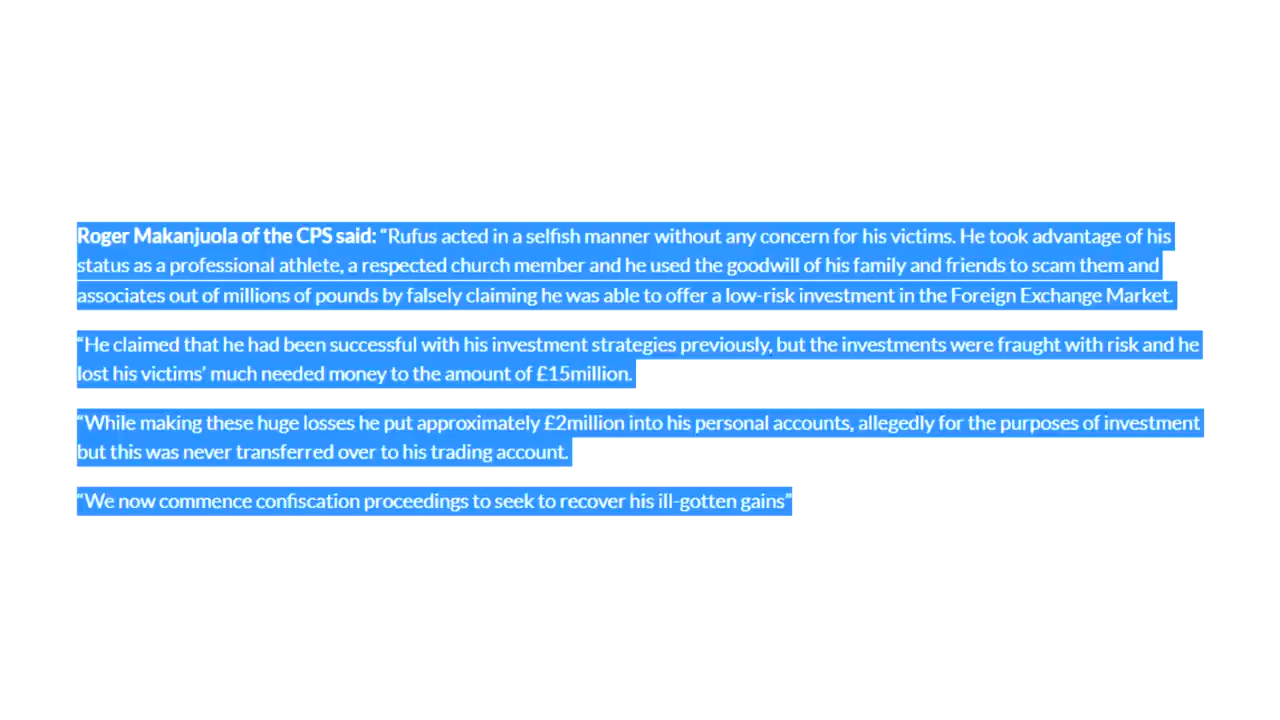 Roger Makanjuola of the CPS said: “Rufus acted in a selfish manner without any concern for his victims. He took advantage of his
status as a professional athlete, a respected church member and he used the goodwill of his family and friends to scam them and
associates out of millions of pounds by falsely claiming he was able to offer a low-risk investment in the Foreign Exchange Market.
“He claimed that he had been successful with his investment strategies previously, but the investments were fraught with risk and he
lost his victims’ much needed money to the amount of £15million.
“While making these huge losses he put approximately £2million into his personal accounts, allegedly for the purposes of investment
but this was never transferred over to his trading account.
“We now commence confiscation proceedings to seek to recover his ill-gotten gains”